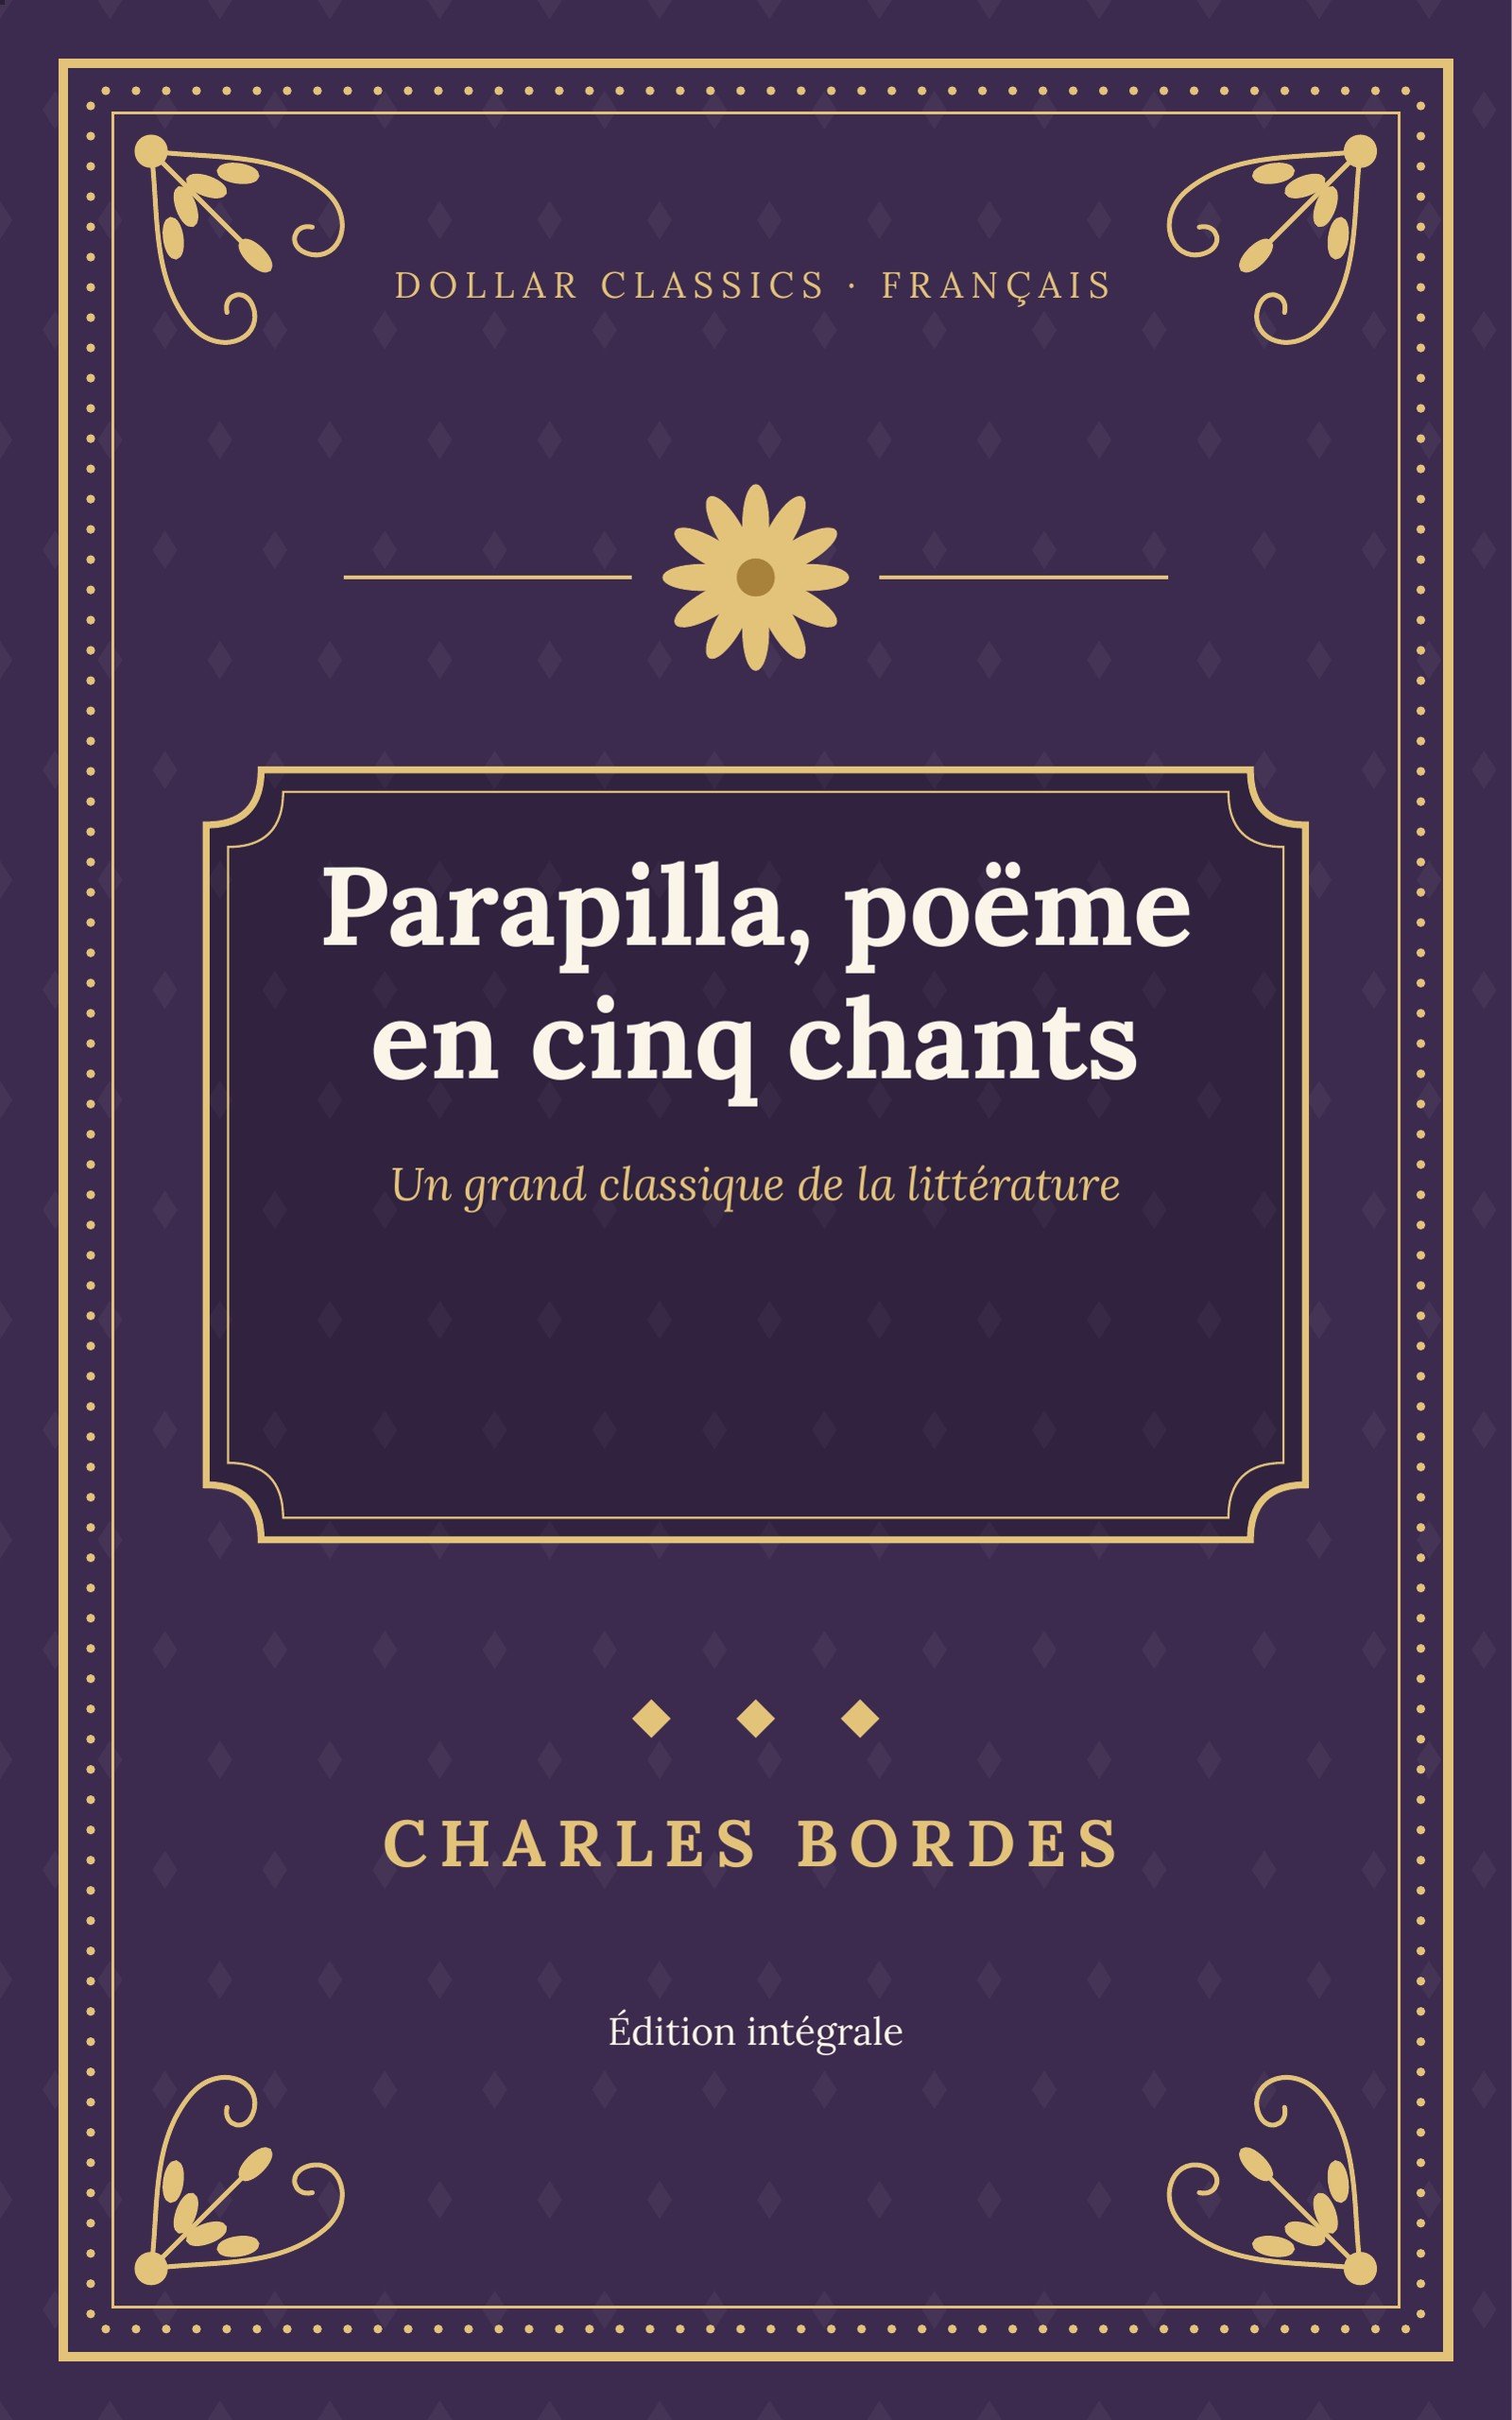 DOLLAR CLASSICS · FRANÇAIS
Parapilla, poëme
en cinq chants
Un grand classique de la littérature
CHARLES BORDES
Édition intégrale